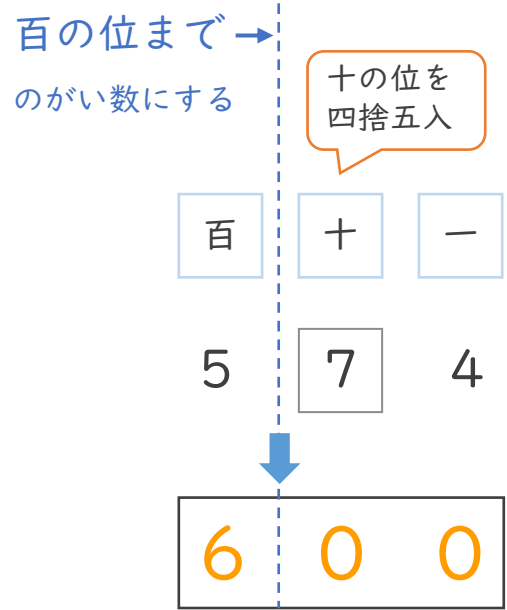 百の位まで
のがい数にする
十の位を
四捨五入
百 十 一
5 7 4
6 0 0